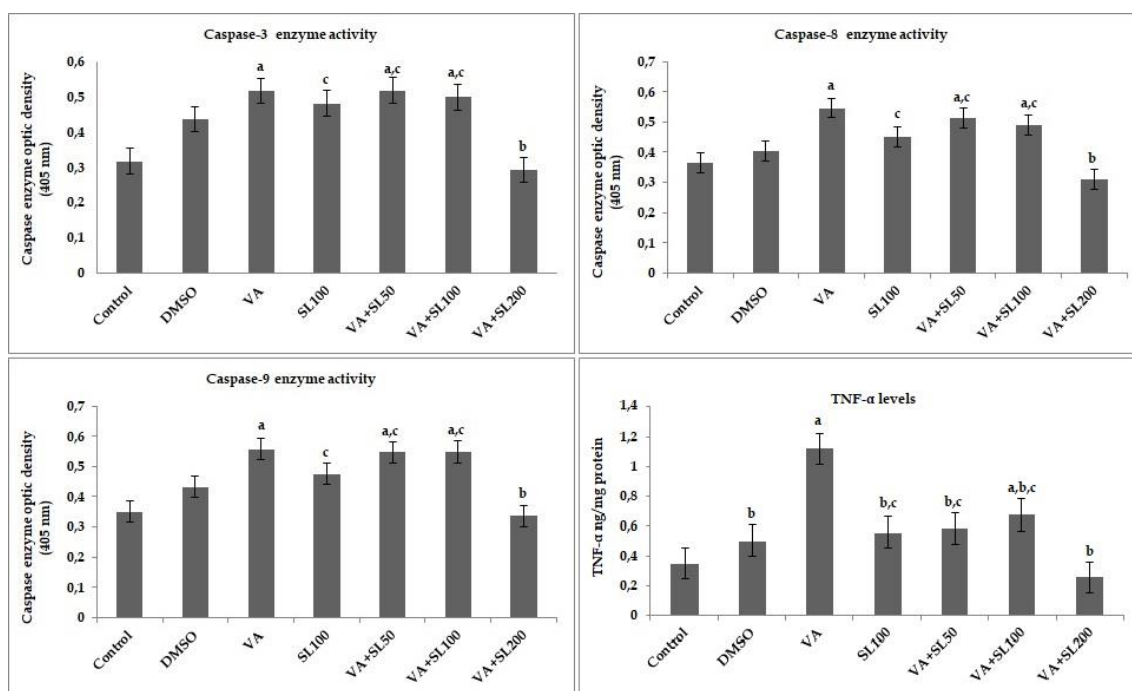 Caspase-3 enzyme activity
Caspase enzyme optic density
(405 nm)
0,6
0,5
0,4
0,3
0,2
0,1
0
a
c
a,c
a,c
b
Control
DMSO
VA
SL100
VA+SL50
VA+SL100
VA+SL200
Caspase-8 enzyme activity
Caspase enzyme optic density
(405 nm)
0,7
0,6
0,5
0,4
0,3
0,2
0,1
0
a
c
a,c
a,c
b
Control
DMSO
VA
SL100
VA+SL50
VA+SL100
VA+SL200
Caspase-9 enzyme activity
Caspase enzyme optic density
(405 nm)
0,7
0,6
0,5
0,4
0,3
0,2
0,1
0
a
c
a,c
a,c
b
Control
DMSO
VA
SL100
VA+SL50
VA+SL100
VA+SL200
TNF-α levels
TNF-α ng/mg protein
1,4
1,2
1
0,8
0,6
0,4
0,2
0
b
a
b,c
b,c
a,b,c
b
Control
DMSO
VA
SL100
VA+SL50
VA+SL100
VA+SL200